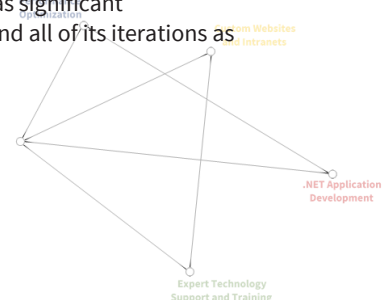 as significant
Optimization
nd all of its iterations as
Custom Websites
and Intranets
.NET Application
Development
Expert Technology
Support and Training